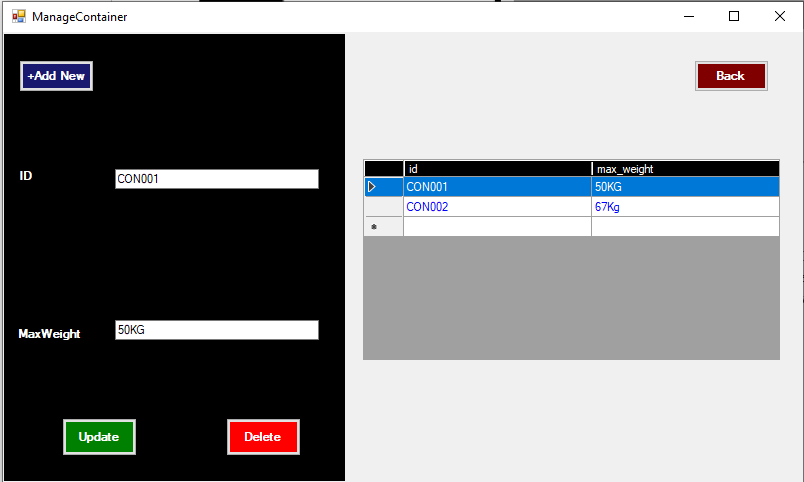 ManageContainer
+Add New
Back
ID
CON001
MaxWeight
50KG
Update
Delete
id max_weight
CON001 50KG
CON002 67Kg
*